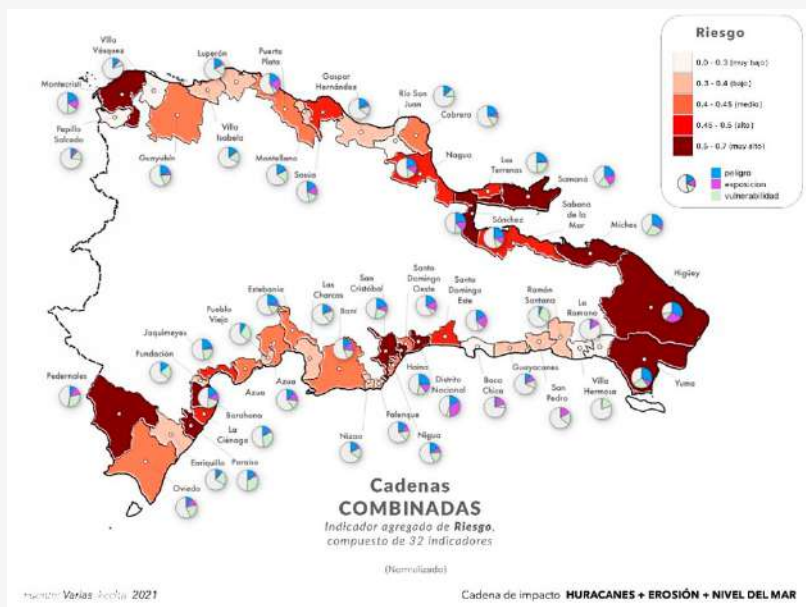 Villa
Vásquez
Luperón
Puerto
Plata
Gaspar
Hernández
Río San
Juan
Cabrera
Montecristi
Pepillo
Salcedo
Guayubín
Villa
Isabela
Montellano
Sosúa
Nagua
Las
Terrenas
Samaná
Sánchez
Sabana
de la
Mar
Miches
Higüey
Riesgo
0.0 - 0.3 (muy bajo)
0.3 - 0.4 (bajo)
0.4 - 0.45 (medio)
0.45 - 0.5 (alto)
0.5 - 0.7 (muy alto)
peligro
exposicion
vulnerabilidad
Estebania
Las
Charcas
San
Cristóbal
Baní
Santo
Domingo
Oeste
Santo
Domingo
Este
Ramón
Santana
La
Romana
Pueblo
Viejo
Jaquimeyes
Fundación
Pedernales
Azua
Azua
Barahona
La
Ciénaga
Enriquillo
Paraíso
Oviedo
Nizao
Palenque
Nigua
Haina
Distrito
Nacional
Boca
Chica
Guayacanes
San
Pedro
Villa
Hermosa
Yuma
Cadenas
COMBINADAS
Indicador agregado de Riesgo,
compuesto de 32 indicadores
(Normalizado)
Fuente: Varias Fecha 2021
Cadena de impacto HURACANES + EROSIÓN + NIVEL DEL MAR